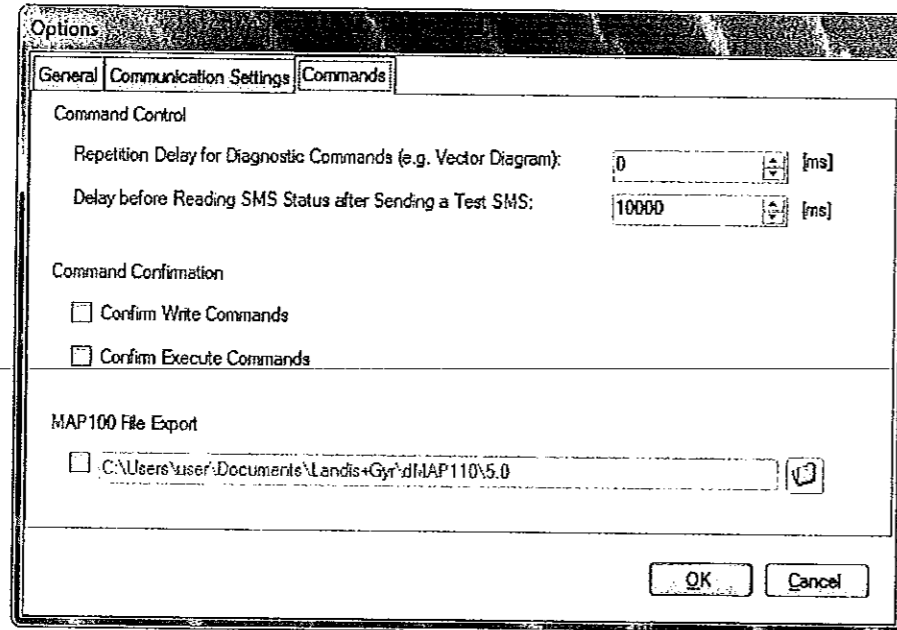 Options
General Communication Settings Commands
Command Control
Repetition Delay for Diagnostic Commands (e.g. Vector Diagram): 0 [ms]
Delay before Reading SMS Status after Sending a Test SMS: 10000 [ms]
Command Confirmation
Confirm Write Commands
Confirm Execute Commands
MAP100 File Export
C:\Users\user\Documents\Landis+Gyr\dMAP110\5.0
OK Cancel